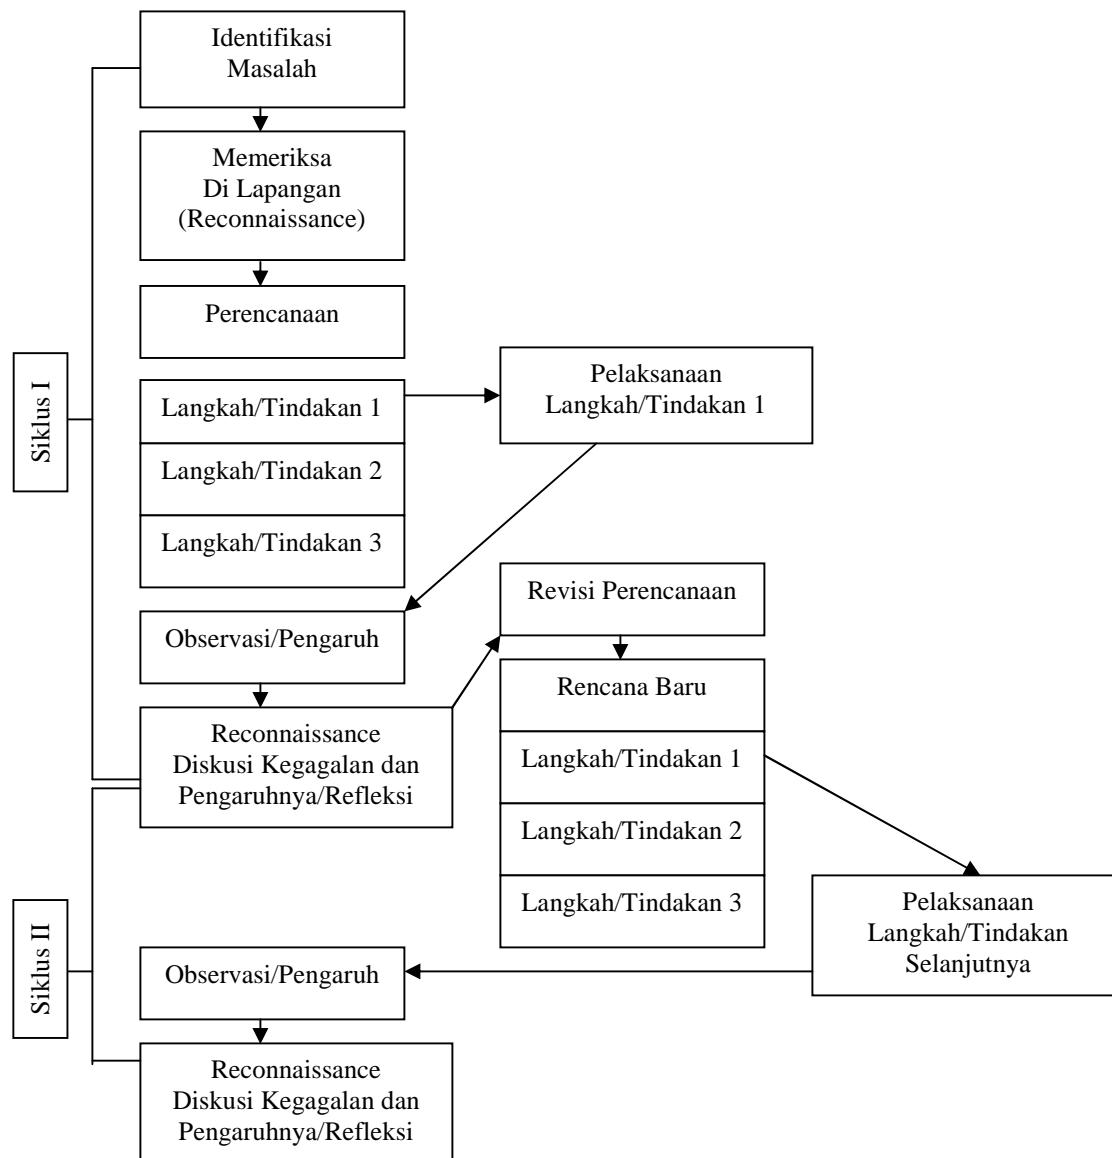 Identifikasi
Masalah
Memeriksa
Di Lapangan
(Reconnaissance)
Perencanaan
Siklus I
Langkah/Tindakan 1
Langkah/Tindakan 2
Langkah/Tindakan 3
Pelaksanaan
Langkah/Tindakan 1
Observasi/Pengaruh
Reconnaissance
Diskusi Kegagalan dan
Pengaruhnya/Refleksi
Revisi Perencanaan
Rencana Baru
Langkah/Tindakan 1
Langkah/Tindakan 2
Langkah/Tindakan 3
Pelaksanaan
Langkah/Tindakan
Selanjutnya
Siklus II
Observasi/Pengaruh
Reconnaissance
Diskusi Kegagalan dan
Pengaruhnya/Refleksi